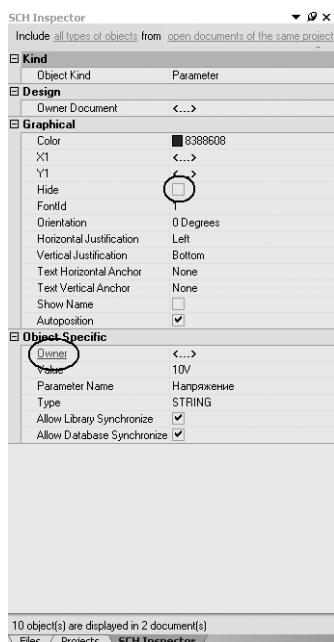 SCH Inspector
Include all types of objects from open documents of the same project
Kind
Object Kind Parameter
Design
Owner Document <...>
Graphical
Color 8388608
X1 <...>
Y1 <...>
Hide
FontId 1
Orientation 0 Degrees
Horizontal Justification Left
Vertical Justification Bottom
Text Horizontal Anchor None
Text Vertical Anchor None
Show Name
Autoposition
Object Specific
Owner <...>
Value 10V
Parameter Name Напряжение
Type STRING
Allow Library Synchronize
Allow Database Synchronize
10 object(s) are displayed in 2 document(s)
Files Projects SCH Inspector